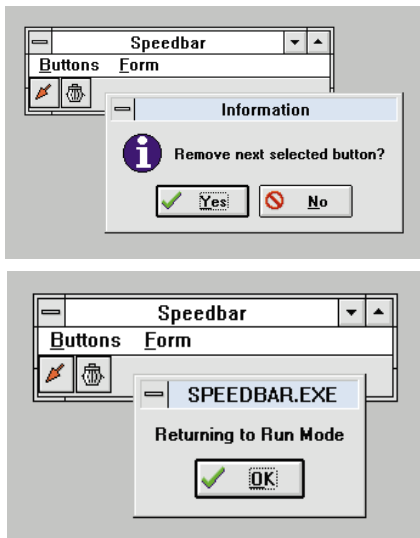 Speedbar
Buttons Form
Information
Remove next selected button?
Yes No
Speedbar
Buttons Form
SPEEDBAR.EXE
Returning to Run Mode
OK